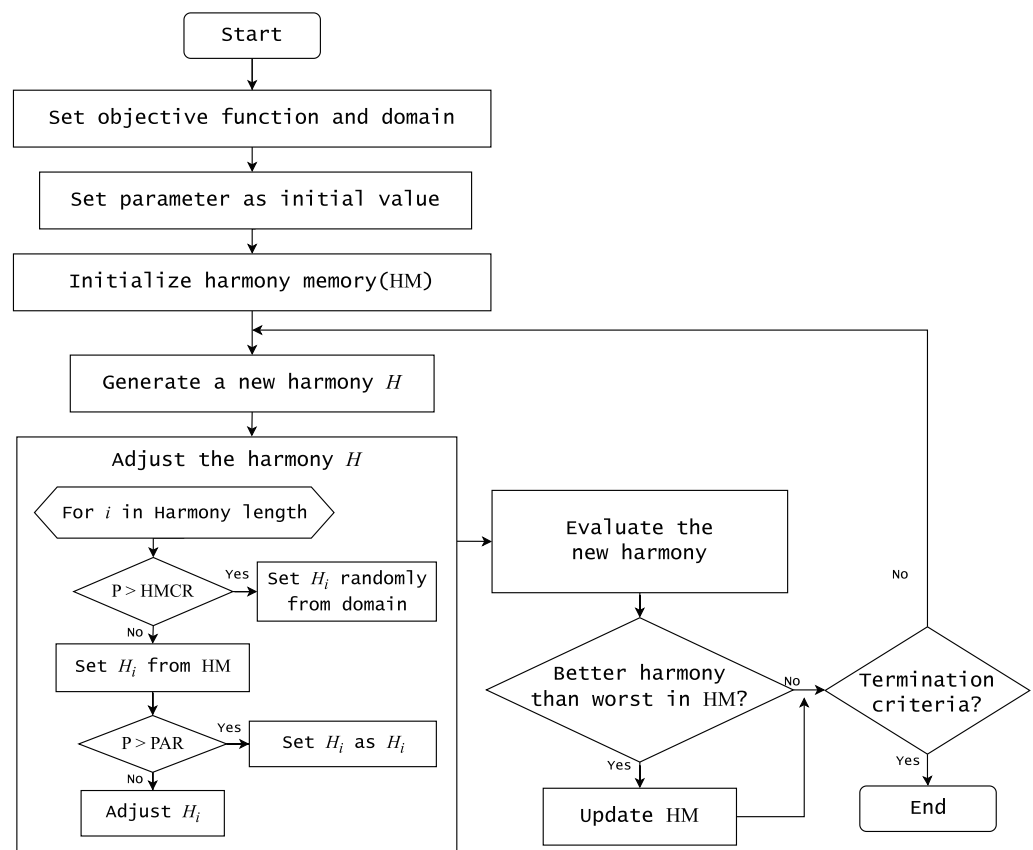 Start
Set objective function and domain
Set parameter as initial value
Initialize harmony memory(HM)
Generate a new harmony H
Adjust the harmony H
For i in Harmony length
P > HMCR
Yes
Set Hᵢ randomly
from domain
No
Set Hᵢ from HM
P > PAR
Yes
Set Hᵢ as Hᵢ
No
Adjust Hᵢ
Evaluate the
new harmony
Better harmony
than worst in HM?
No
Yes
Update HM
Termination
criteria?
No
Yes
End